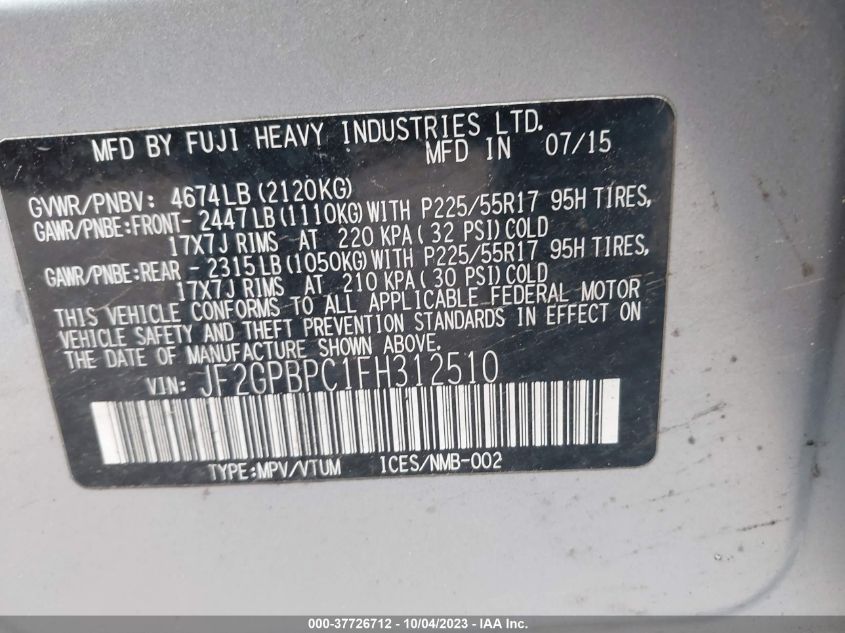 MFD BY FUJI HEAVY INDUSTRIES LTD.
MFD IN 07/15
GVWR/PNBV: 4674LB (2120KG)
GAWR/PNBE:FRONT- 2447LB (1110KG)WITH P225/55R17 95H TIRES,
17X7J RIMS AT 220 KPA( 32 PSI)COLD
GAWR/PNBE:REAR - 2315LB (1050KG)WITH P225/55R17 95H TIRES,
17X7J RIMS AT 210 KPA( 30 PSI)COLD
THIS VEHICLE CONFORMS TO ALL APPLICABLE FEDERAL MOTOR
VEHICLE SAFETY AND THEFT PREVENTION STANDARDS IN EFFECT ON
THE DATE OF MANUFACTURE SHOWN ABOVE.
VIN: JF2GPBPC1FH312510
TYPE:MPV/VTUM ICES/NMB-002
000-37726712 - 10/04/2023 - IAA Inc.